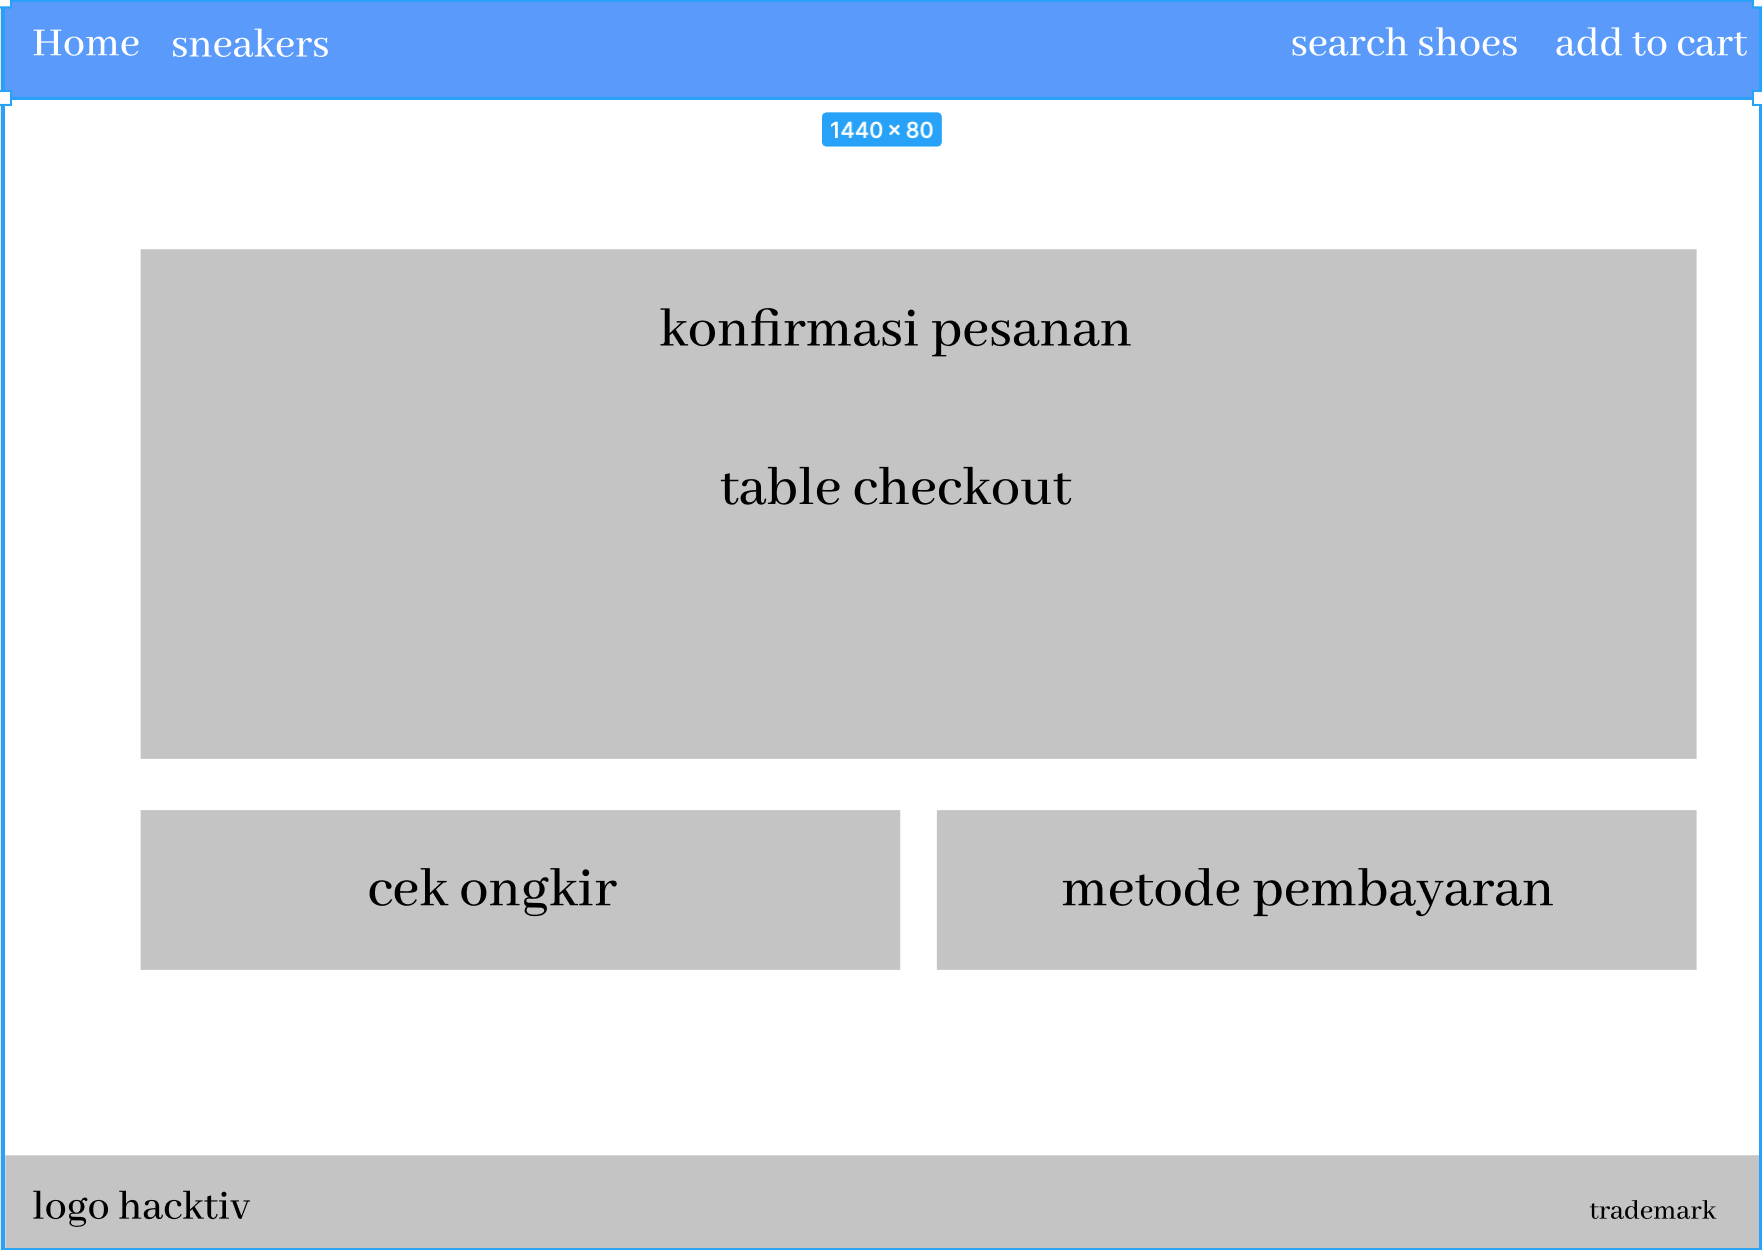 Home sneakers search shoes add to cart
1440 × 80
konfirmasi pesanan
table checkout
cek ongkir metode pembayaran
logo hacktiv trademark